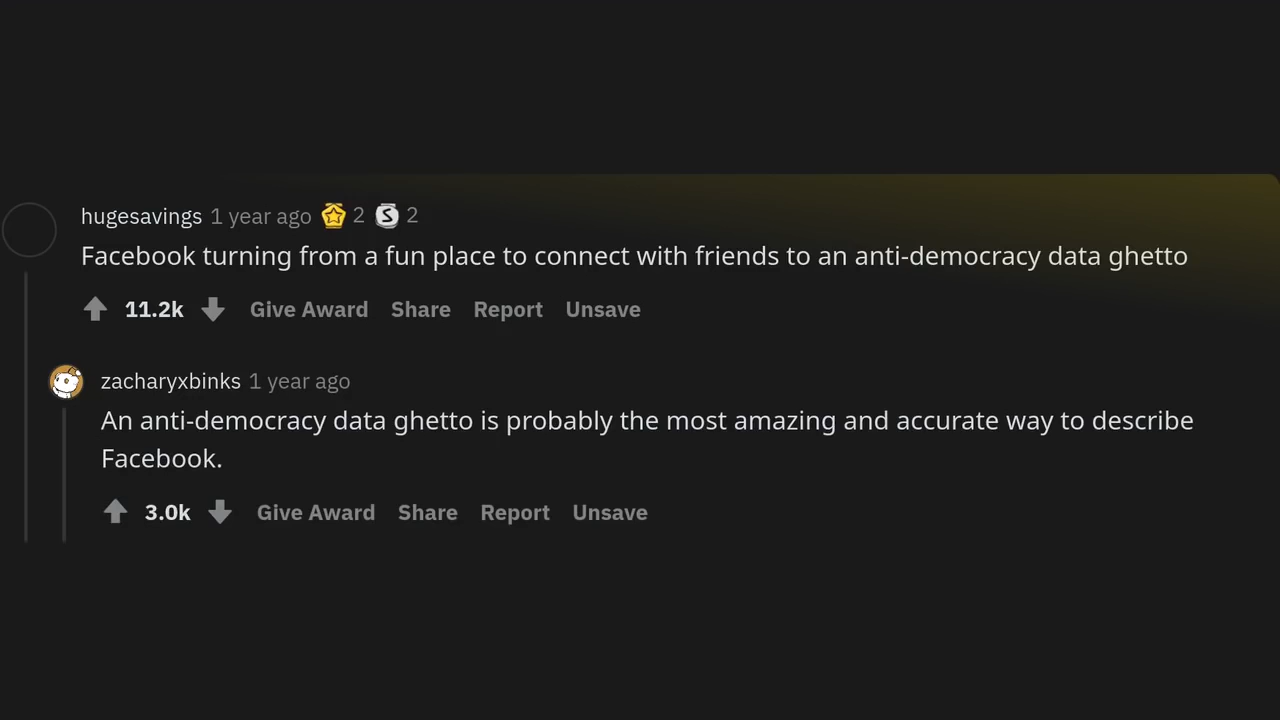 hugesavings 1 year ago 2 S 2
Facebook turning from a fun place to connect with friends to an anti-democracy data ghetto
11.2k Give Award Share Report Unsave
zacharyxbinks 1 year ago
An anti-democracy data ghetto is probably the most amazing and accurate way to describe
Facebook.
3.0k Give Award Share Report Unsave